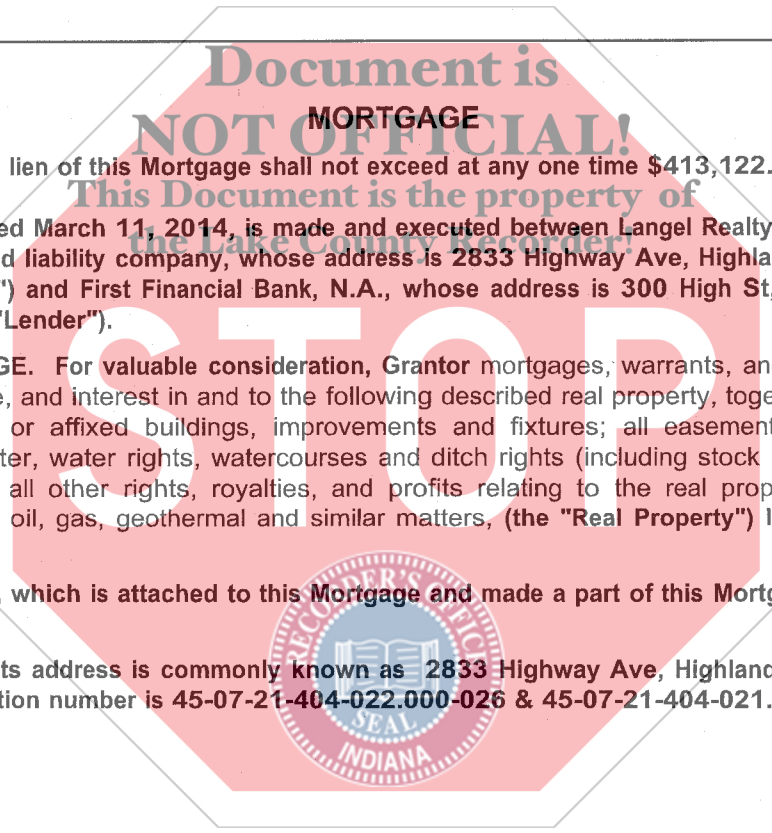 Document is
MORTGAGE
NOT OFFICIAL!
lien of this Mortgage shall not exceed at any one time $413,122.
This Document is the property of
ed March 11, 2014, is made and executed between Langel Realty
the Lake County Recorder!
d liability company, whose address is 2833 Highway Ave, Highla
") and First Financial Bank, N.A., whose address is 300 High St,
"Lender").
STOP
GE. For valuable consideration, Grantor mortgages, warrants, an
e, and interest in and to the following described real property, toge
or affixed buildings, improvements and fixtures; all easement
ter, water rights, watercourses and ditch rights (including stock
all other rights, royalties, and profits relating to the real prop
oil, gas, geothermal and similar matters, (the "Real Property") l
, which is attached to this Mortgage and made a part of this Mortg
ts address is commonly known as 2833 Highway Ave, Highland
tion number is 45-07-21-404-022.000-026 & 45-07-21-404-021.
RECORDER'S OFFICE
SEAL
INDIANA